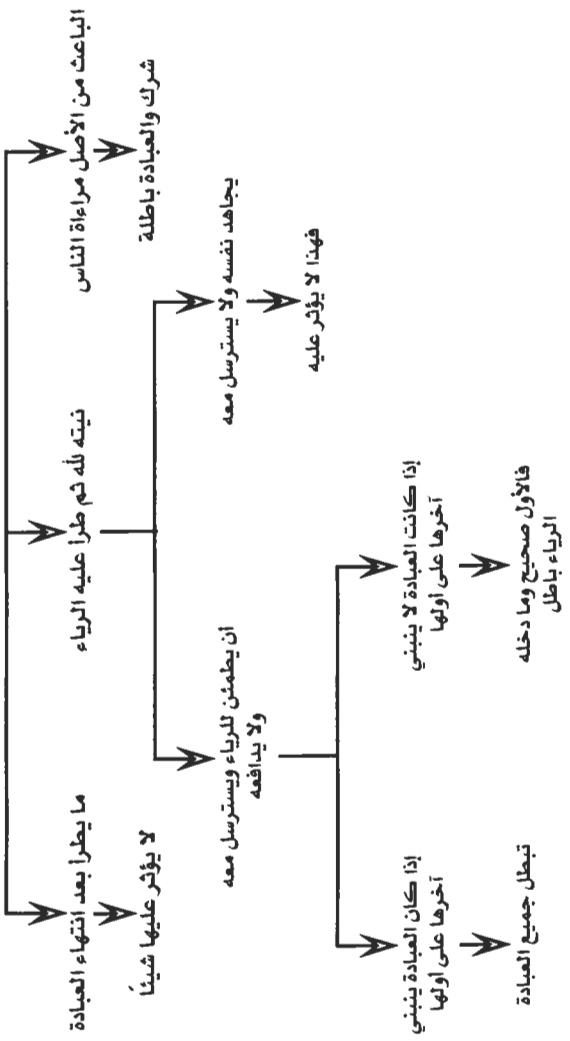 الباعث من الأصل مراءاة الناس
شرك والعبادة باطلة
نيته لله ثم طرأ عليه الرياء
يجاهد نفسه ولا يسترسل معه
فهذا لا يؤثر عليه
أن يطمئن للرياء ويسترسل معه
ولا يدافعه
إذا كانت العبادة لا ينبني
آخرها على أولها
فالأول صحيح وما دخله
الرياء باطل
إذا كان العبادة ينبني
آخرها على أولها
تبطل جميع العبادة
ما يطرأ بعد انتهاء العبادة
لا يؤثر عليها شيئاً